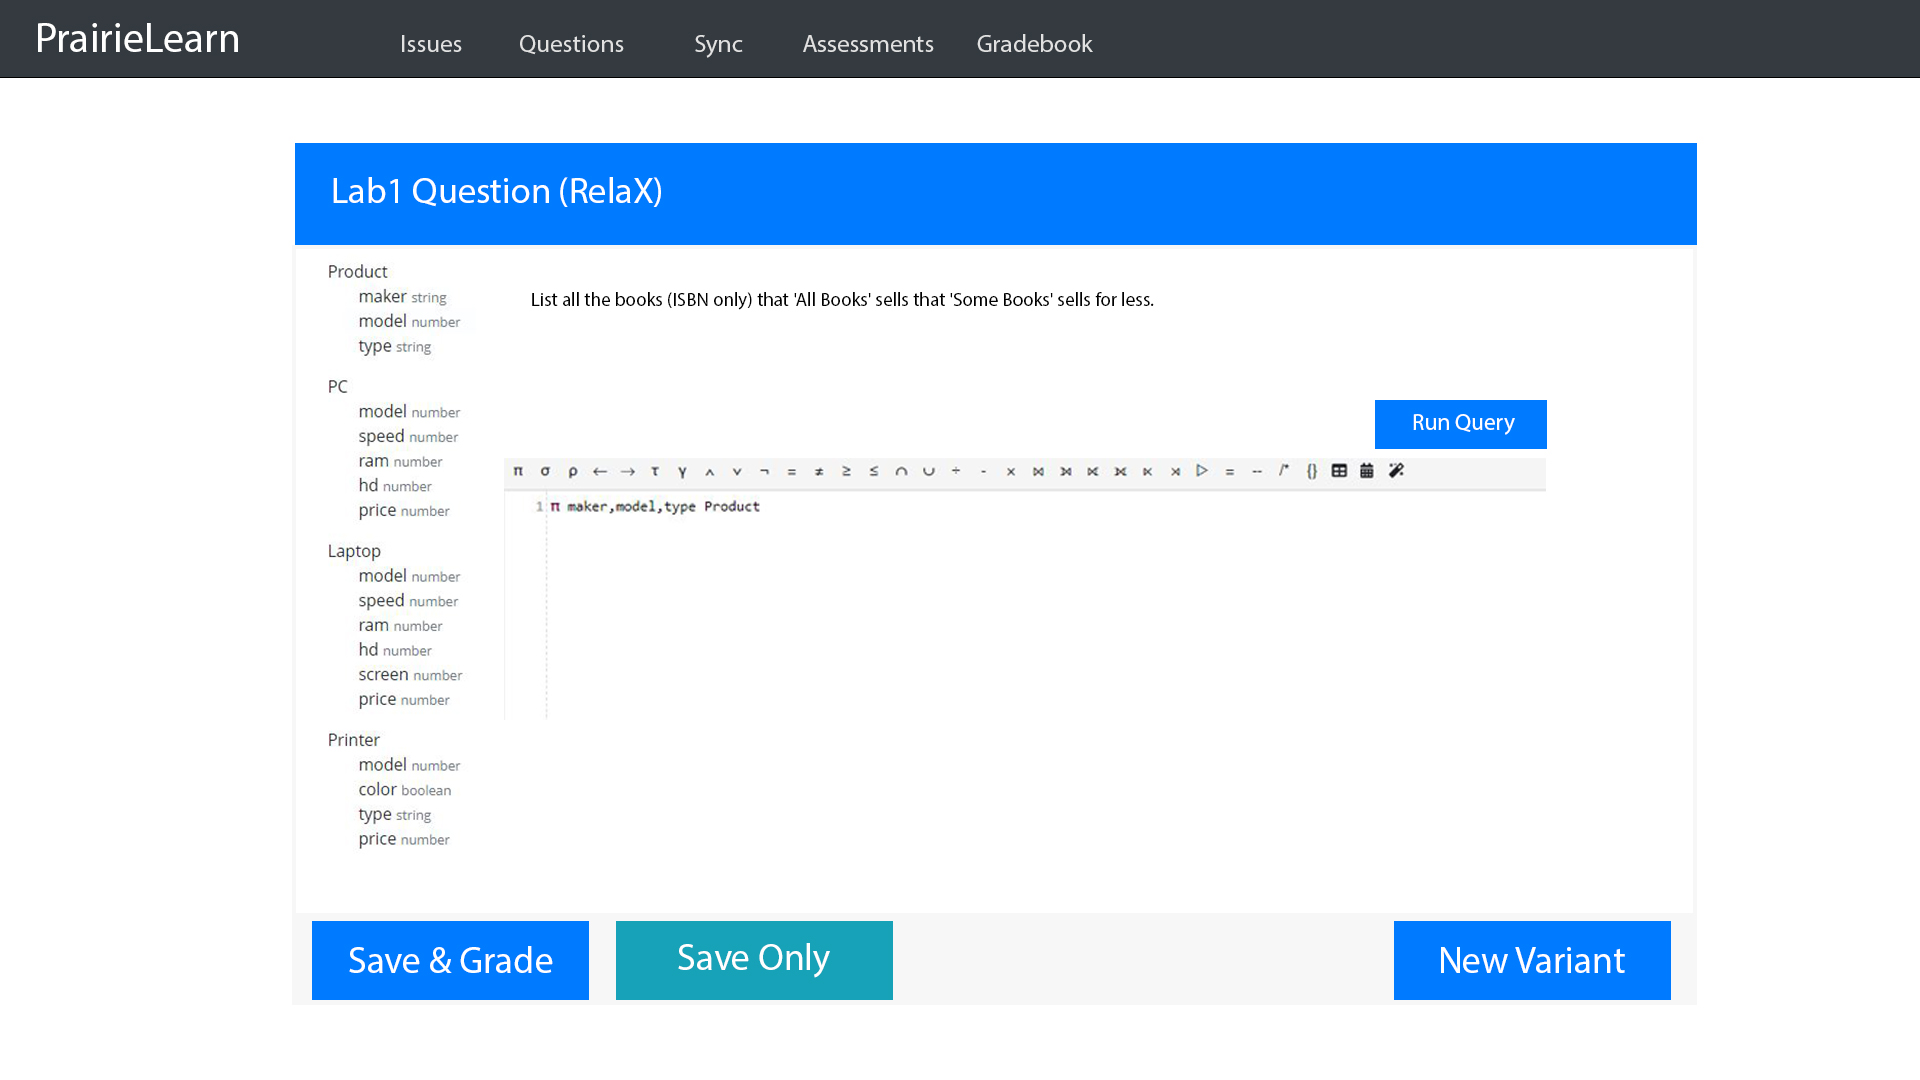 PrairieLearn Issues Questions Sync Assessments Gradebook
Lab1 Question (RelaX)
Product
maker string
model number
type string
PC
model number
speed number
ram number
hd number
price number
Laptop
model number
speed number
ram number
hd number
screen number
price number
Printer
model number
color boolean
type string
price number
List all the books (ISBN only) that 'All Books' sells that 'Some Books' sells for less.
Run Query
π σ ρ ← → τ γ ∧ ∨ ¬ = ≠ ≥ ≤ ∩ ∪ ÷ - × ⋈ ⟕ ⟖ ⟗ ⋉ ⋊ ▷ = -- /* {}
1 π maker,model,type Product
Save & Grade
Save Only
New Variant